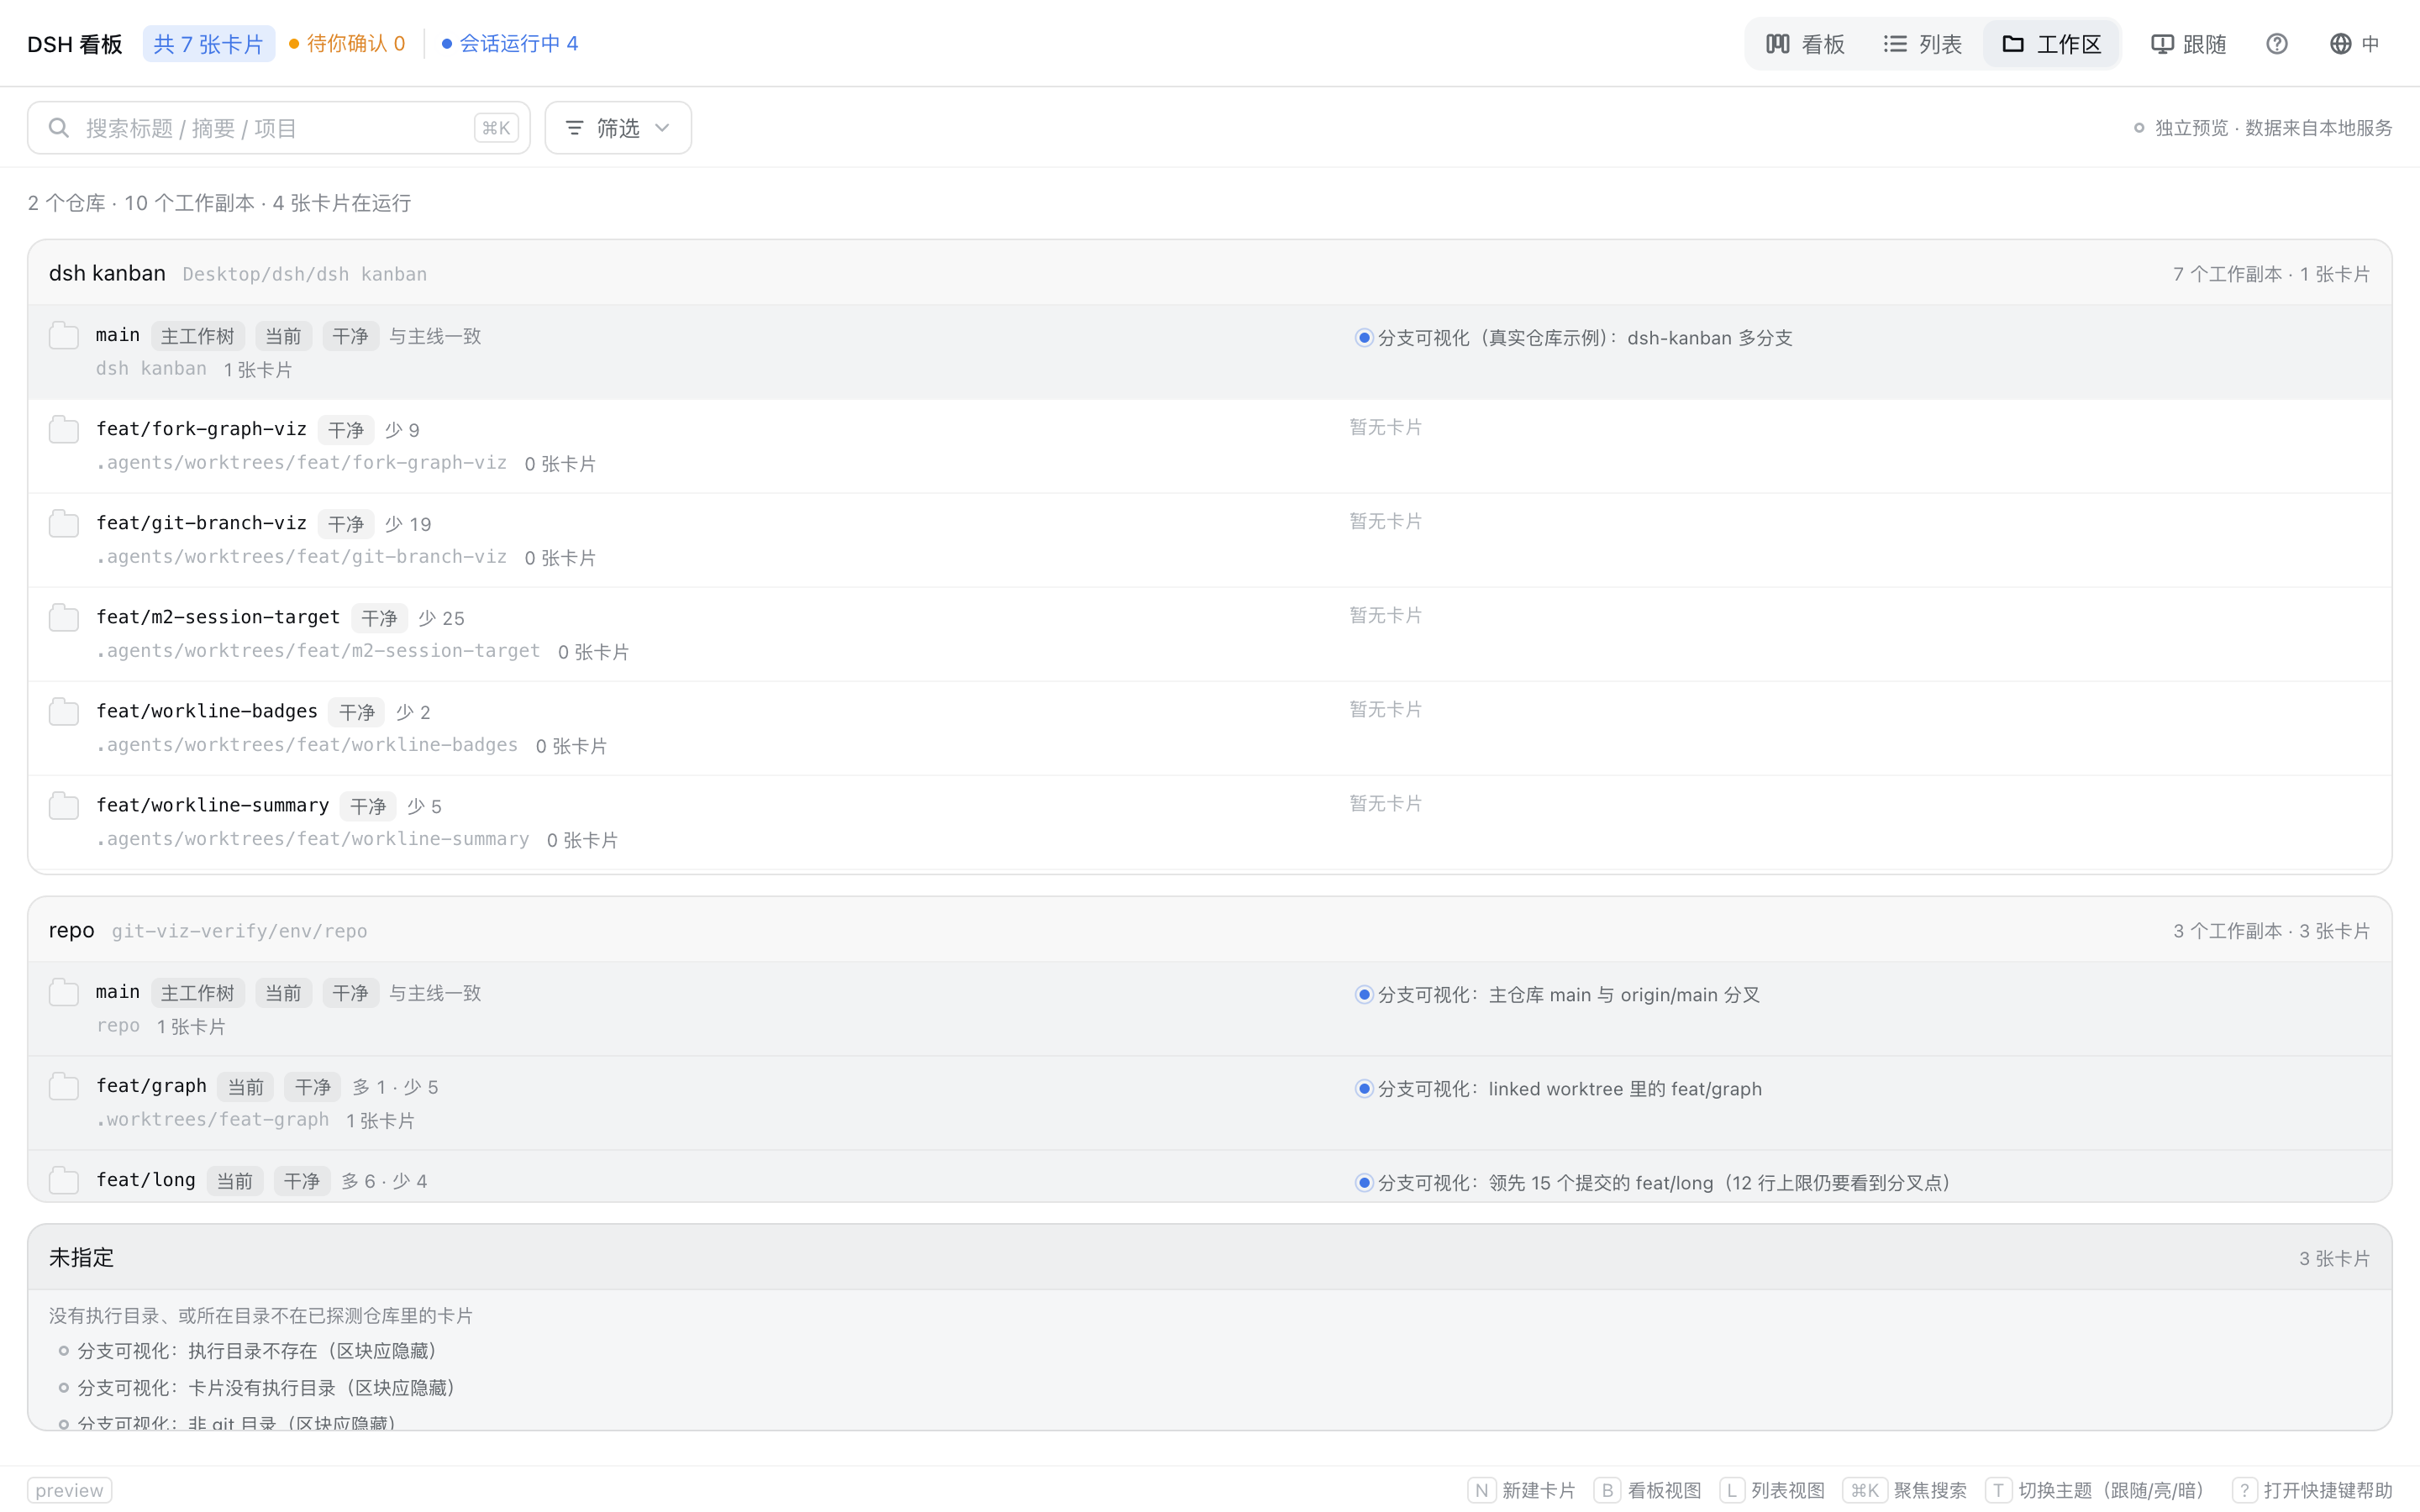 DSH 看板 共 7 张卡片 待你确认 0 会话运行中 4 看板 列表 工作区 跟随 中
搜索标题 / 摘要 / 项目 ⌘K 筛选 独立预览 · 数据来自本地服务
2 个仓库 · 10 个工作副本 · 4 张卡片在运行
dsh kanban Desktop/dsh/dsh kanban 7 个工作副本 · 1 张卡片
main 主工作树 当前 干净 与主线一致 分支可视化（真实仓库示例）：dsh-kanban 多分支
dsh kanban 1 张卡片
feat/fork-graph-viz 干净 少 9 暂无卡片
.agents/worktrees/feat/fork-graph-viz 0 张卡片
feat/git-branch-viz 干净 少 19 暂无卡片
.agents/worktrees/feat/git-branch-viz 0 张卡片
feat/m2-session-target 干净 少 25 暂无卡片
.agents/worktrees/feat/m2-session-target 0 张卡片
feat/workline-badges 干净 少 2 暂无卡片
.agents/worktrees/feat/workline-badges 0 张卡片
feat/workline-summary 干净 少 5 暂无卡片
.agents/worktrees/feat/workline-summary 0 张卡片
repo git-viz-verify/env/repo 3 个工作副本 · 3 张卡片
main 主工作树 当前 干净 与主线一致 分支可视化：主仓库 main 与 origin/main 分叉
repo 1 张卡片
feat/graph 当前 干净 多 1 · 少 5 分支可视化：linked worktree 里的 feat/graph
.worktrees/feat-graph 1 张卡片
feat/long 当前 干净 多 6 · 少 4 分支可视化：领先 15 个提交的 feat/long（12 行上限仍要看到分叉点）
未指定 3 张卡片
没有执行目录、或所在目录不在已探测仓库里的卡片
分支可视化：执行目录不存在（区块应隐藏）
分支可视化：卡片没有执行目录（区块应隐藏）
分支可视化：非 git 目录（区块应隐藏）
preview N 新建卡片 B 看板视图 L 列表视图 ⌘K 聚焦搜索 T 切换主题（跟随/亮/暗） ? 打开快捷键帮助